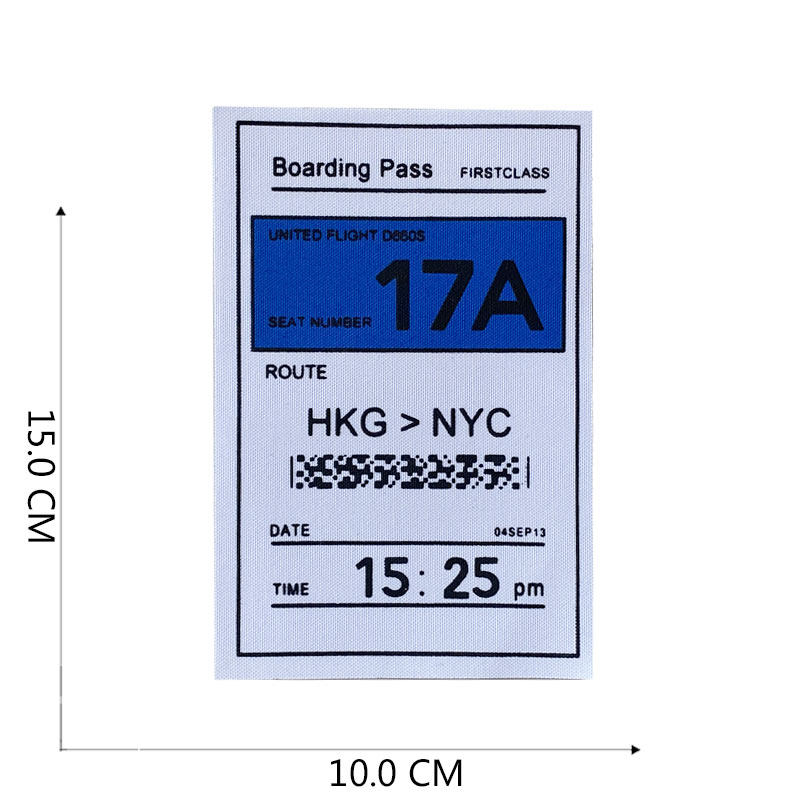 Boarding Pass FIRSTCLASS
UNITED FLIGHT D660S
17A
SEAT NUMBER
ROUTE
HKG > NYC
DATE 04SEP13
TIME 15: 25 pm
15.0 CM
10.0 CM